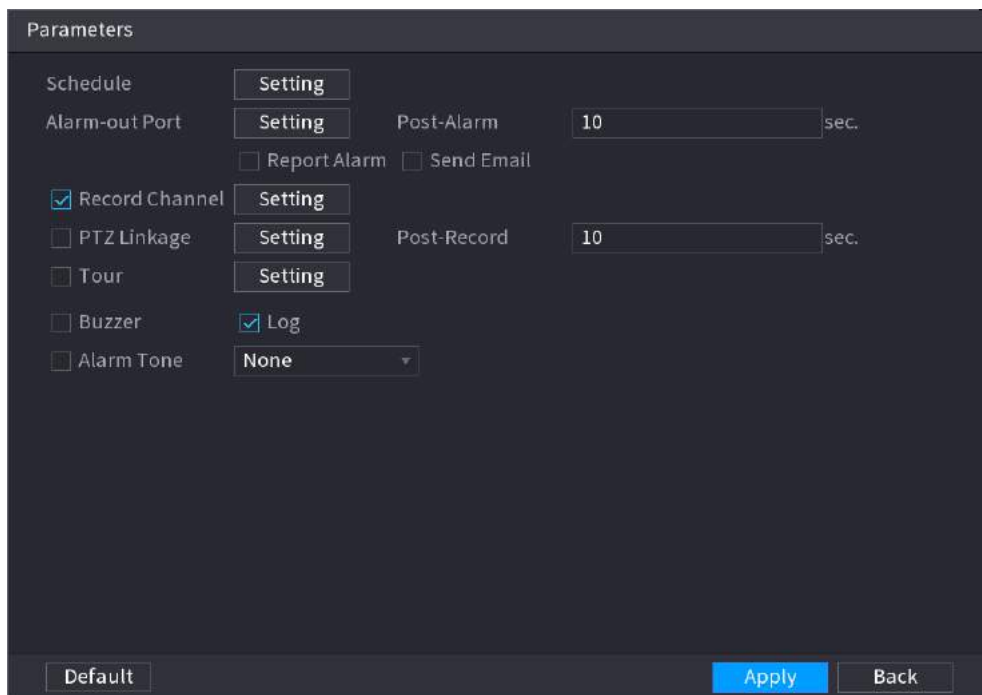 Parameters
Schedule Setting
Alarm-out Port Setting Post-Alarm 10 sec.
Report Alarm Send Email
Record Channel Setting
PTZ Linkage Setting Post-Record 10 sec.
Tour Setting
Buzzer Log
Alarm Tone None
Default Apply Back